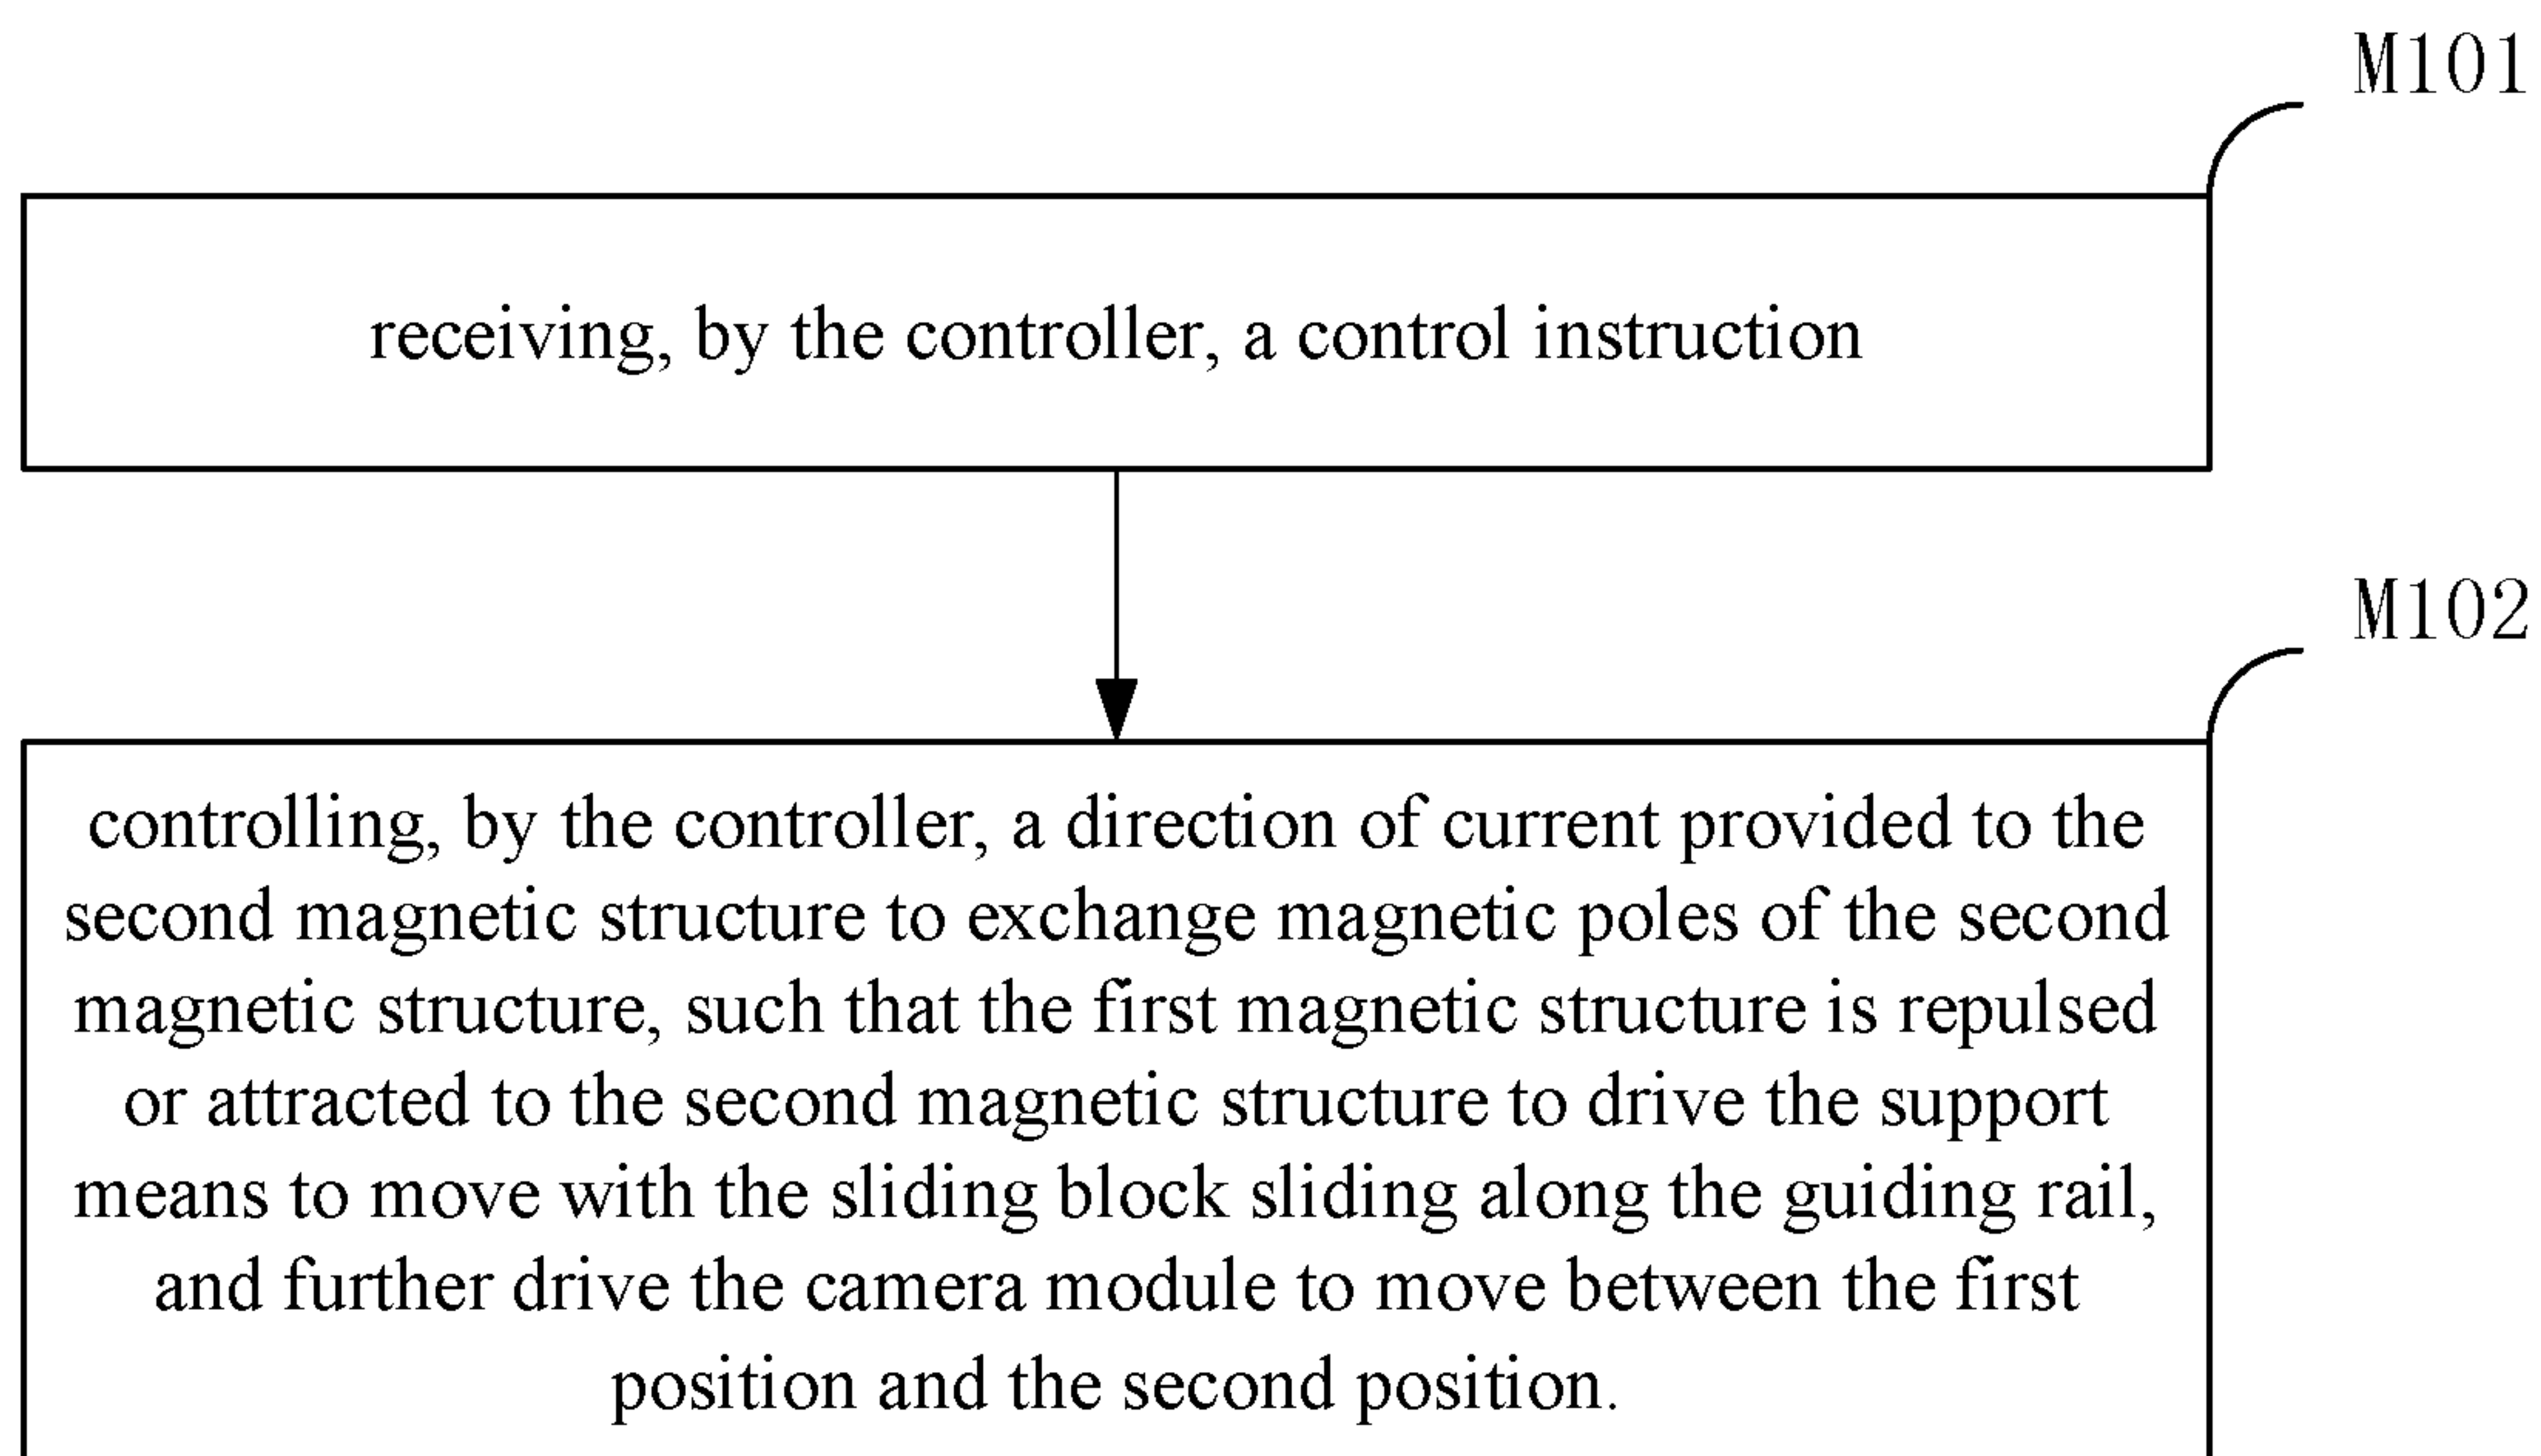 M101
receiving, by the controller, a control instruction
M102
controlling, by the controller, a direction of current provided to the
second magnetic structure to exchange magnetic poles of the second
magnetic structure, such that the first magnetic structure is repulsed
or attracted to the second magnetic structure to drive the support
means to move with the sliding block sliding along the guiding rail,
and further drive the camera module to move between the first
position and the second position.